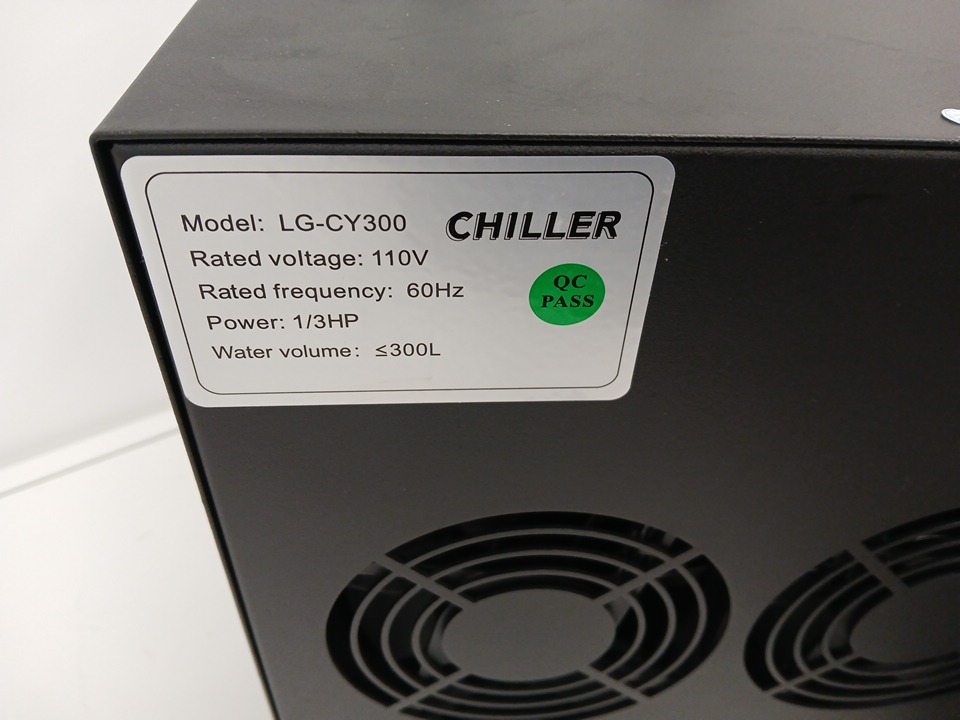 Model: LG-CY300
CHILLER
Rated voltage: 110V
Rated frequency: 60Hz
QC
PASS
Power: 1/3HP
Water volume: ≤300L